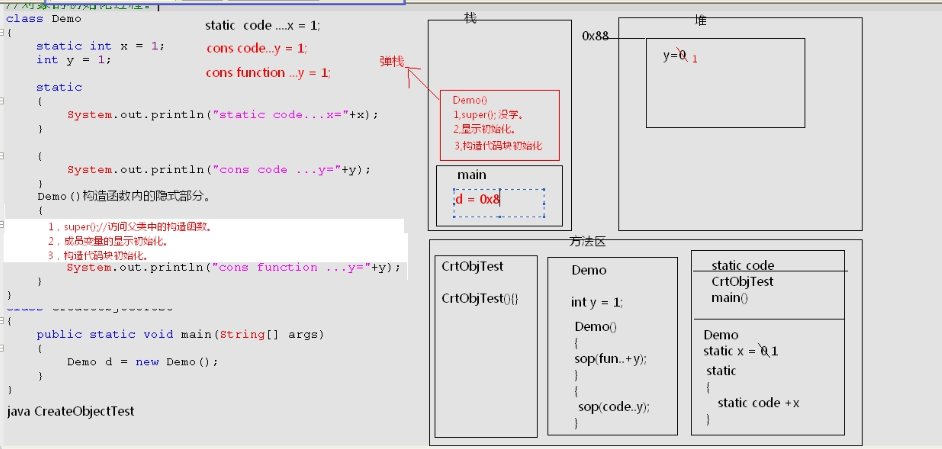 //对象的初始化过程。
class Demo
{
static int x = 1;
int y = 1;
static
{
System.out.println("static code...x="+x);
}
{
System.out.println("cons code ...y="+y);
}
Demo()构造函数内的隐式部分。
{
1，super();//访问父类中的构造函数。
2，成员变量的显示初始化。
3，构造代码块初始化。
System.out.println("cons function ...y="+y);
}
}
{
public static void main(String[] args)
{
Demo d = new Demo();
}
}
java CreateObjectTest
static code ....x = 1;
cons code...y = 1;
cons function ...y = 1;
弹栈
栈
Demo()
1,super();没学。
2,显示初始化。
3,构造代码块初始化
main
d = 0x8
堆
0x88
y=0 1
方法区
CrtObjTest
CrtObjTest(){}
Demo
int y = 1;
Demo()
{
sop(fun..+y);
}
{
sop(code..y);
}
static code
CrtObjTest
main()
Demo
static x = 0 1
static
{
static code +x
}